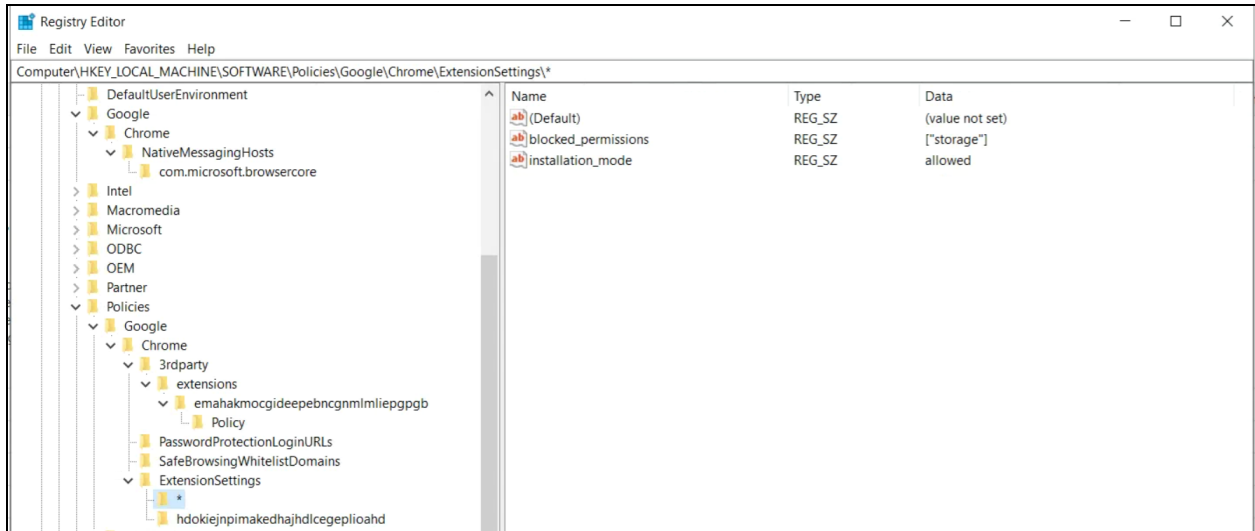 Registry Editor
File Edit View Favorites Help
Computer\HKEY_LOCAL_MACHINE\SOFTWARE\Policies\Google\Chrome\ExtensionSettings\*
DefaultUserEnvironment
Google
Chrome
NativeMessagingHosts
com.microsoft.browsercore
Intel
Macromedia
Microsoft
ODBC
OEM
Partner
Policies
Google
Chrome
3rdparty
extensions
emahakmocgideepebncgnmlmliepgpgb
Policy
PasswordProtectionLoginURLs
SafeBrowsingWhitelistDomains
ExtensionSettings
*
hdokiejnpimakedhajhdlcegeplioahd
Name Type Data
(Default) REG_SZ (value not set)
blocked_permissions REG_SZ ["storage"]
installation_mode REG_SZ allowed